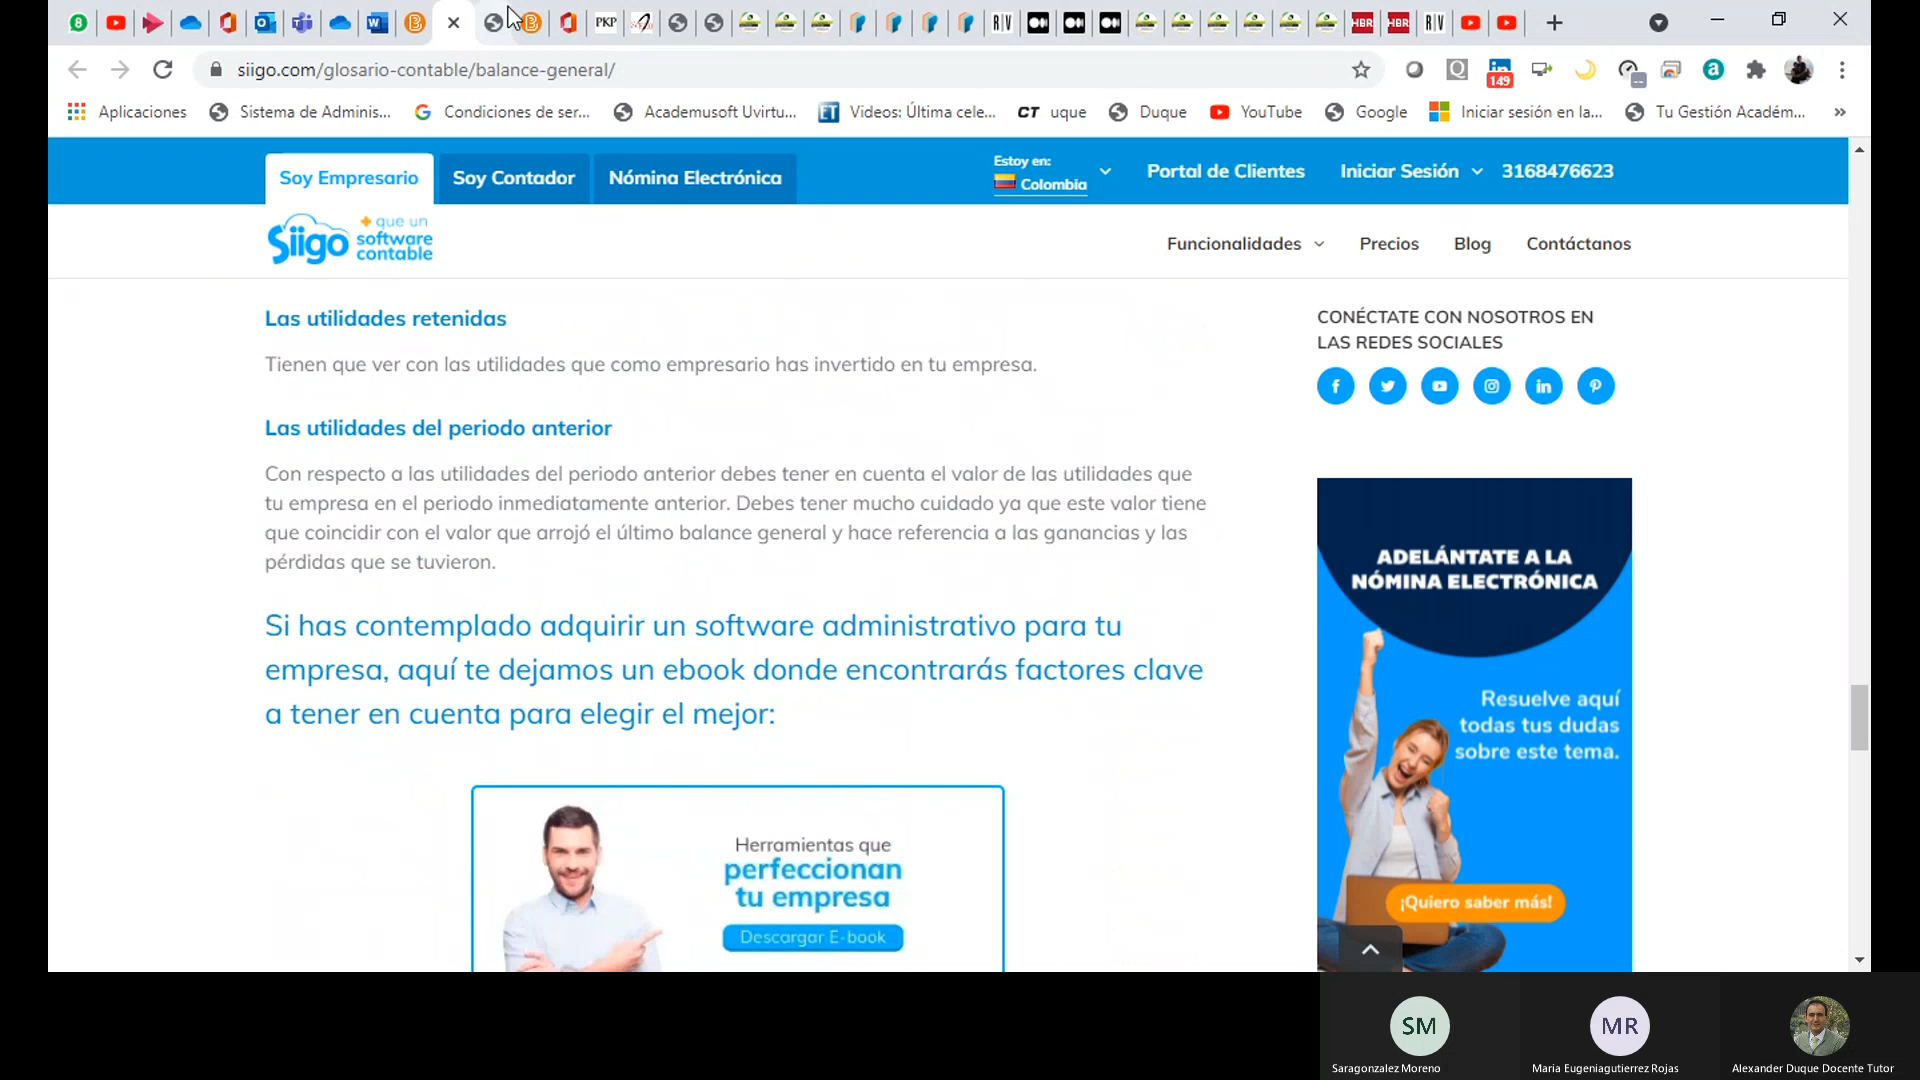 8
PKP
R|V
HBR
HBR
R|V
siigo.com/glosario-contable/balance-general/
149
Aplicaciones
Sistema de Adminis...
Condiciones de ser...
Academusoft Uvirtu...
ET Videos: Última cele...
CT uque
Duque
YouTube
Google
Iniciar sesión en la...
Tu Gestión Académ...
Soy Empresario
Soy Contador
Nómina Electrónica
Estoy en:
Colombia
Portal de Clientes
Iniciar Sesión
3168476623
Siigo
+ que un
software
contable
Funcionalidades
Precios
Blog
Contáctanos
Las utilidades retenidas
Tienen que ver con las utilidades que como empresario has invertido en tu empresa.
Las utilidades del periodo anterior
Con respecto a las utilidades del periodo anterior debes tener en cuenta el valor de las utilidades que
tu empresa en el periodo inmediatamente anterior. Debes tener mucho cuidado ya que este valor tiene
que coincidir con el valor que arrojó el último balance general y hace referencia a las ganancias y las
pérdidas que se tuvieron.
Si has contemplado adquirir un software administrativo para tu
empresa, aquí te dejamos un ebook donde encontrarás factores clave
a tener en cuenta para elegir el mejor:
Herramientas que
perfeccionan
tu empresa
Descargar E-book
CONÉCTATE CON NOSOTROS EN
LAS REDES SOCIALES
ADELÁNTATE A LA
NÓMINA ELECTRÓNICA
Resuelve aquí
todas tus dudas
sobre este tema.
¡Quiero saber más!
SM
MR
Saragonzalez Moreno
Maria Eugeniagutierrez Rojas
Alexander Duque Docente Tutor